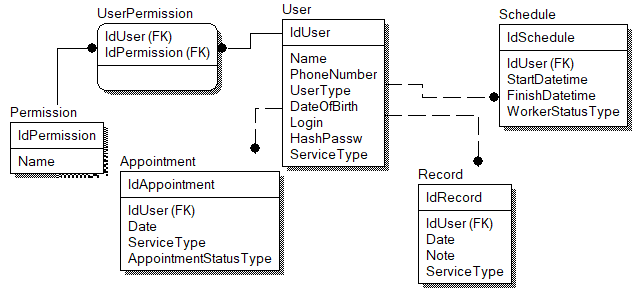 UserPermission
IdUser (FK)
IdPermission (FK)
User
IdUser
Name
PhoneNumber
UserType
DateOfBirth
Login
HashPassw
ServiceType
Schedule
IdSchedule
IdUser (FK)
StartDatetime
FinishDatetime
WorkerStatusType
Permission
IdPermission
Name
Appointment
IdAppointment
IdUser (FK)
Date
ServiceType
AppointmentStatusType
Record
IdRecord
IdUser (FK)
Date
Note
ServiceType